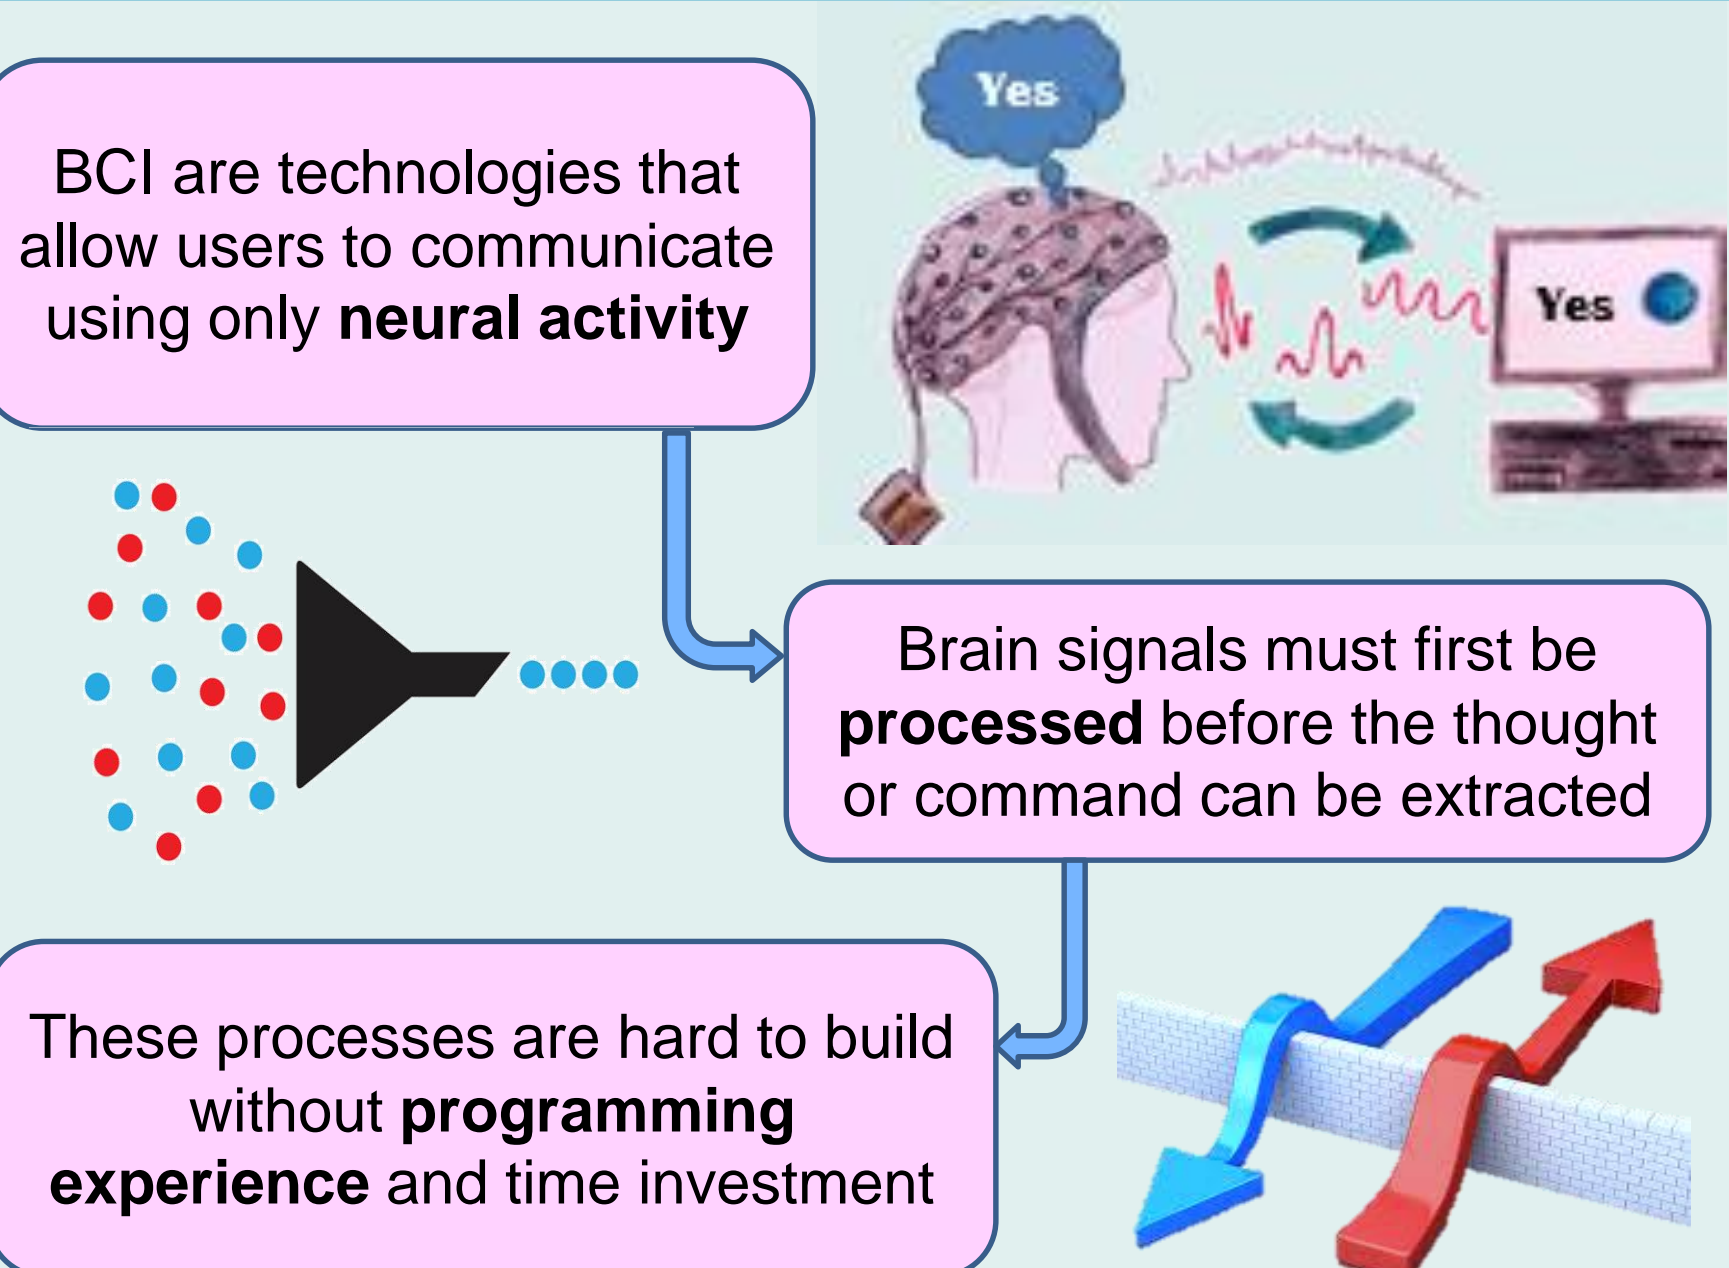 Yes
BCI are technologies that
allow users to communicate
using only neural activity
Yes
Brain signals must first be
processed before the thought
or command can be extracted
These processes are hard to build
without programming
experience and time investment